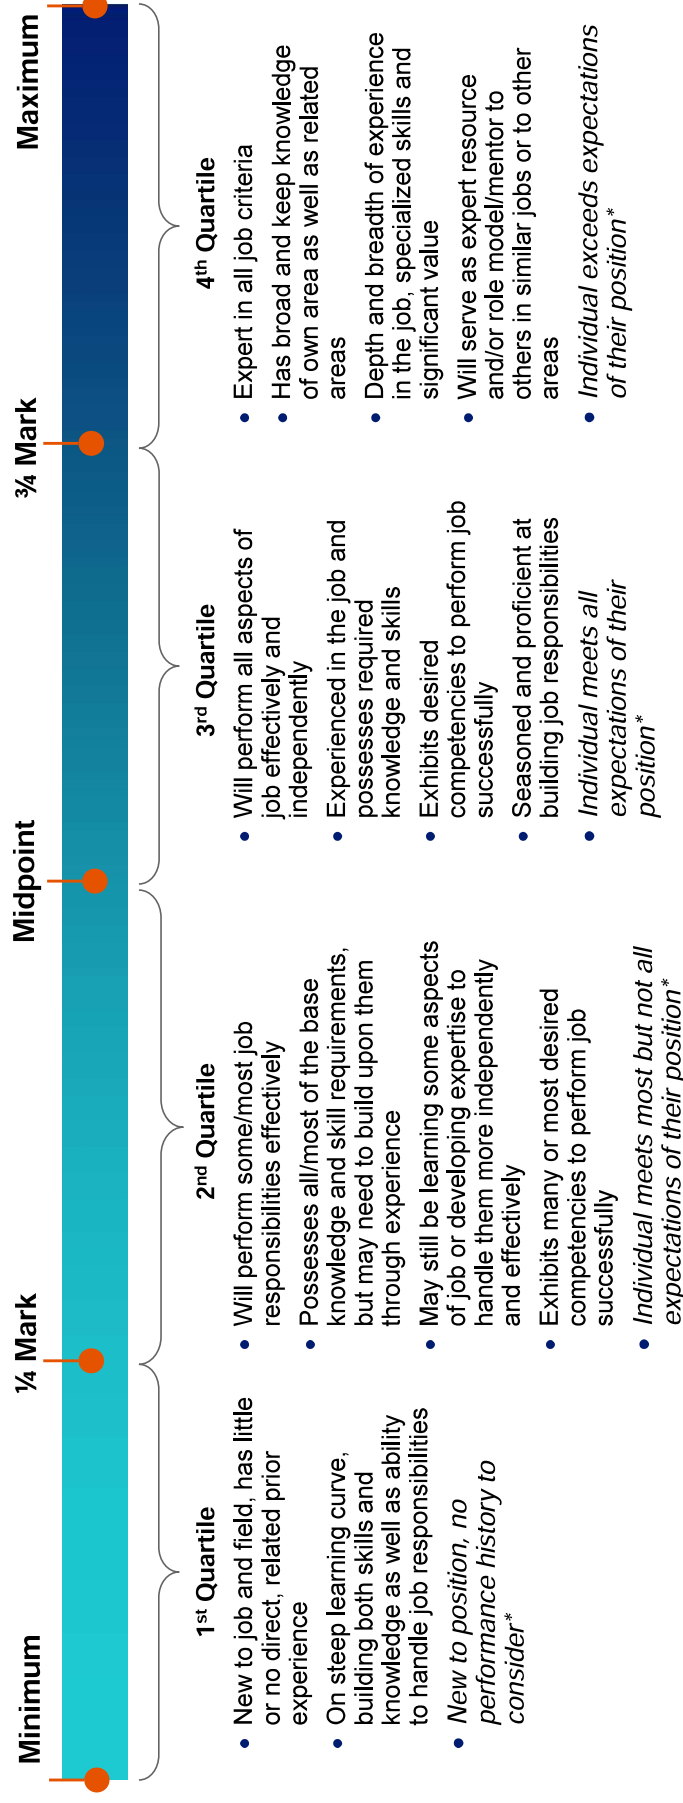 Minimum
¼ Mark
Midpoint
¾ Mark
Maximum
1st Quartile
• New to job and field, has little
or no direct, related prior
experience
• On steep learning curve,
building both skills and
knowledge as well as ability
to handle job responsibilities
• New to position, no
performance history to
consider*
2nd Quartile
• Will perform some/most job
responsibilities effectively
• Possesses all/most of the base
knowledge and skill requirements,
but may need to build upon them
through experience
• May still be learning some aspects
of job or developing expertise to
handle them more independently
and effectively
• Exhibits many or most desired
competencies to perform job
successfully
• Individual meets most but not all
expectations of their position*
3rd Quartile
• Will perform all aspects of
job effectively and
independently
• Experienced in the job and
possesses required
knowledge and skills
• Exhibits desired
competencies to perform job
successfully
• Seasoned and proficient at
building job responsibilities
• Individual meets all
expectations of their
position*
4th Quartile
• Expert in all job criteria
• Has broad and keep knowledge
of own area as well as related
areas
• Depth and breadth of experience
in the job, specialized skills and
significant value
• Will serve as expert resource
and/or role model/mentor to
others in similar jobs or to other
areas
• Individual exceeds expectations
of their position*